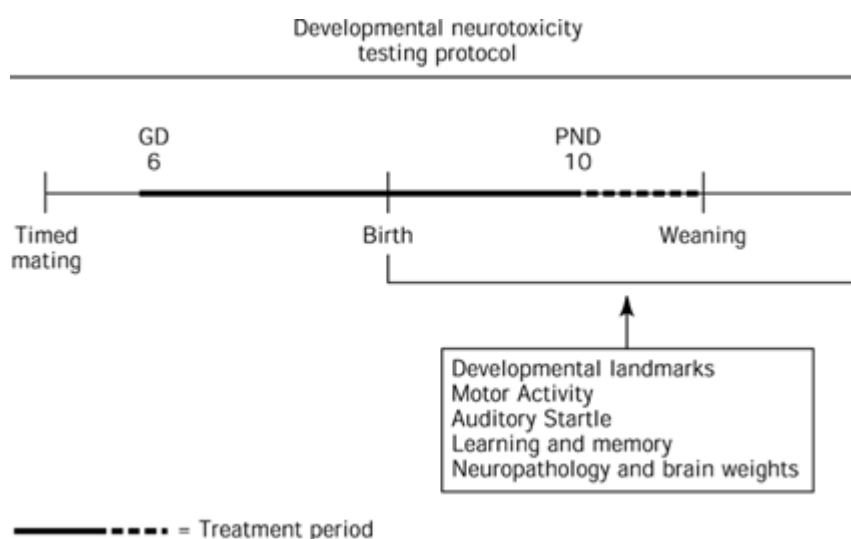 Developmental neurotoxicity
testing protocol
GD
6
PND
10
Timed
mating
Birth
Weaning
Developmental landmarks
Motor Activity
Auditory Startle
Learning and memory
Neuropathology and brain weights
= Treatment period